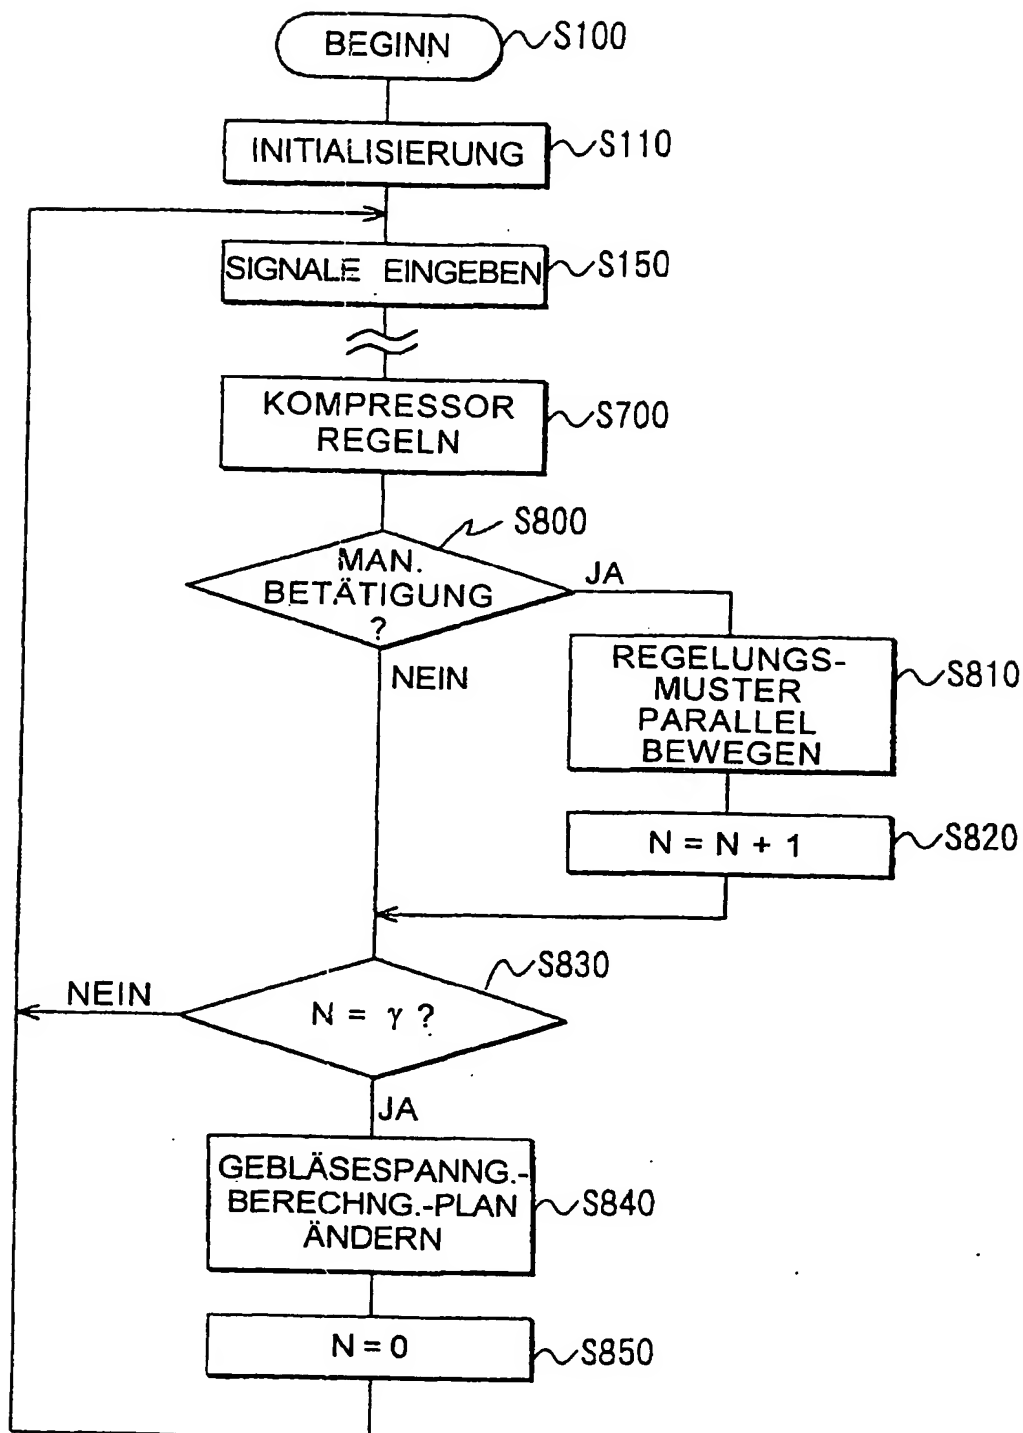 BEGINN
S100
INITIALISIERUNG
S110
SIGNALE EINGEBEN
S150
KOMPRESSOR
REGELN
S700
S800
MAN.
BETÄTIGUNG
?
JA
NEIN
REGELUNGS-
MUSTER
PARALLEL
BEWEGEN
S810
N = N + 1
S820
S830
NEIN
N = γ ?
JA
GEBLÄSESPANNG.-
BERECHNG.-PLAN
ÄNDERN
S840
N = 0
S850